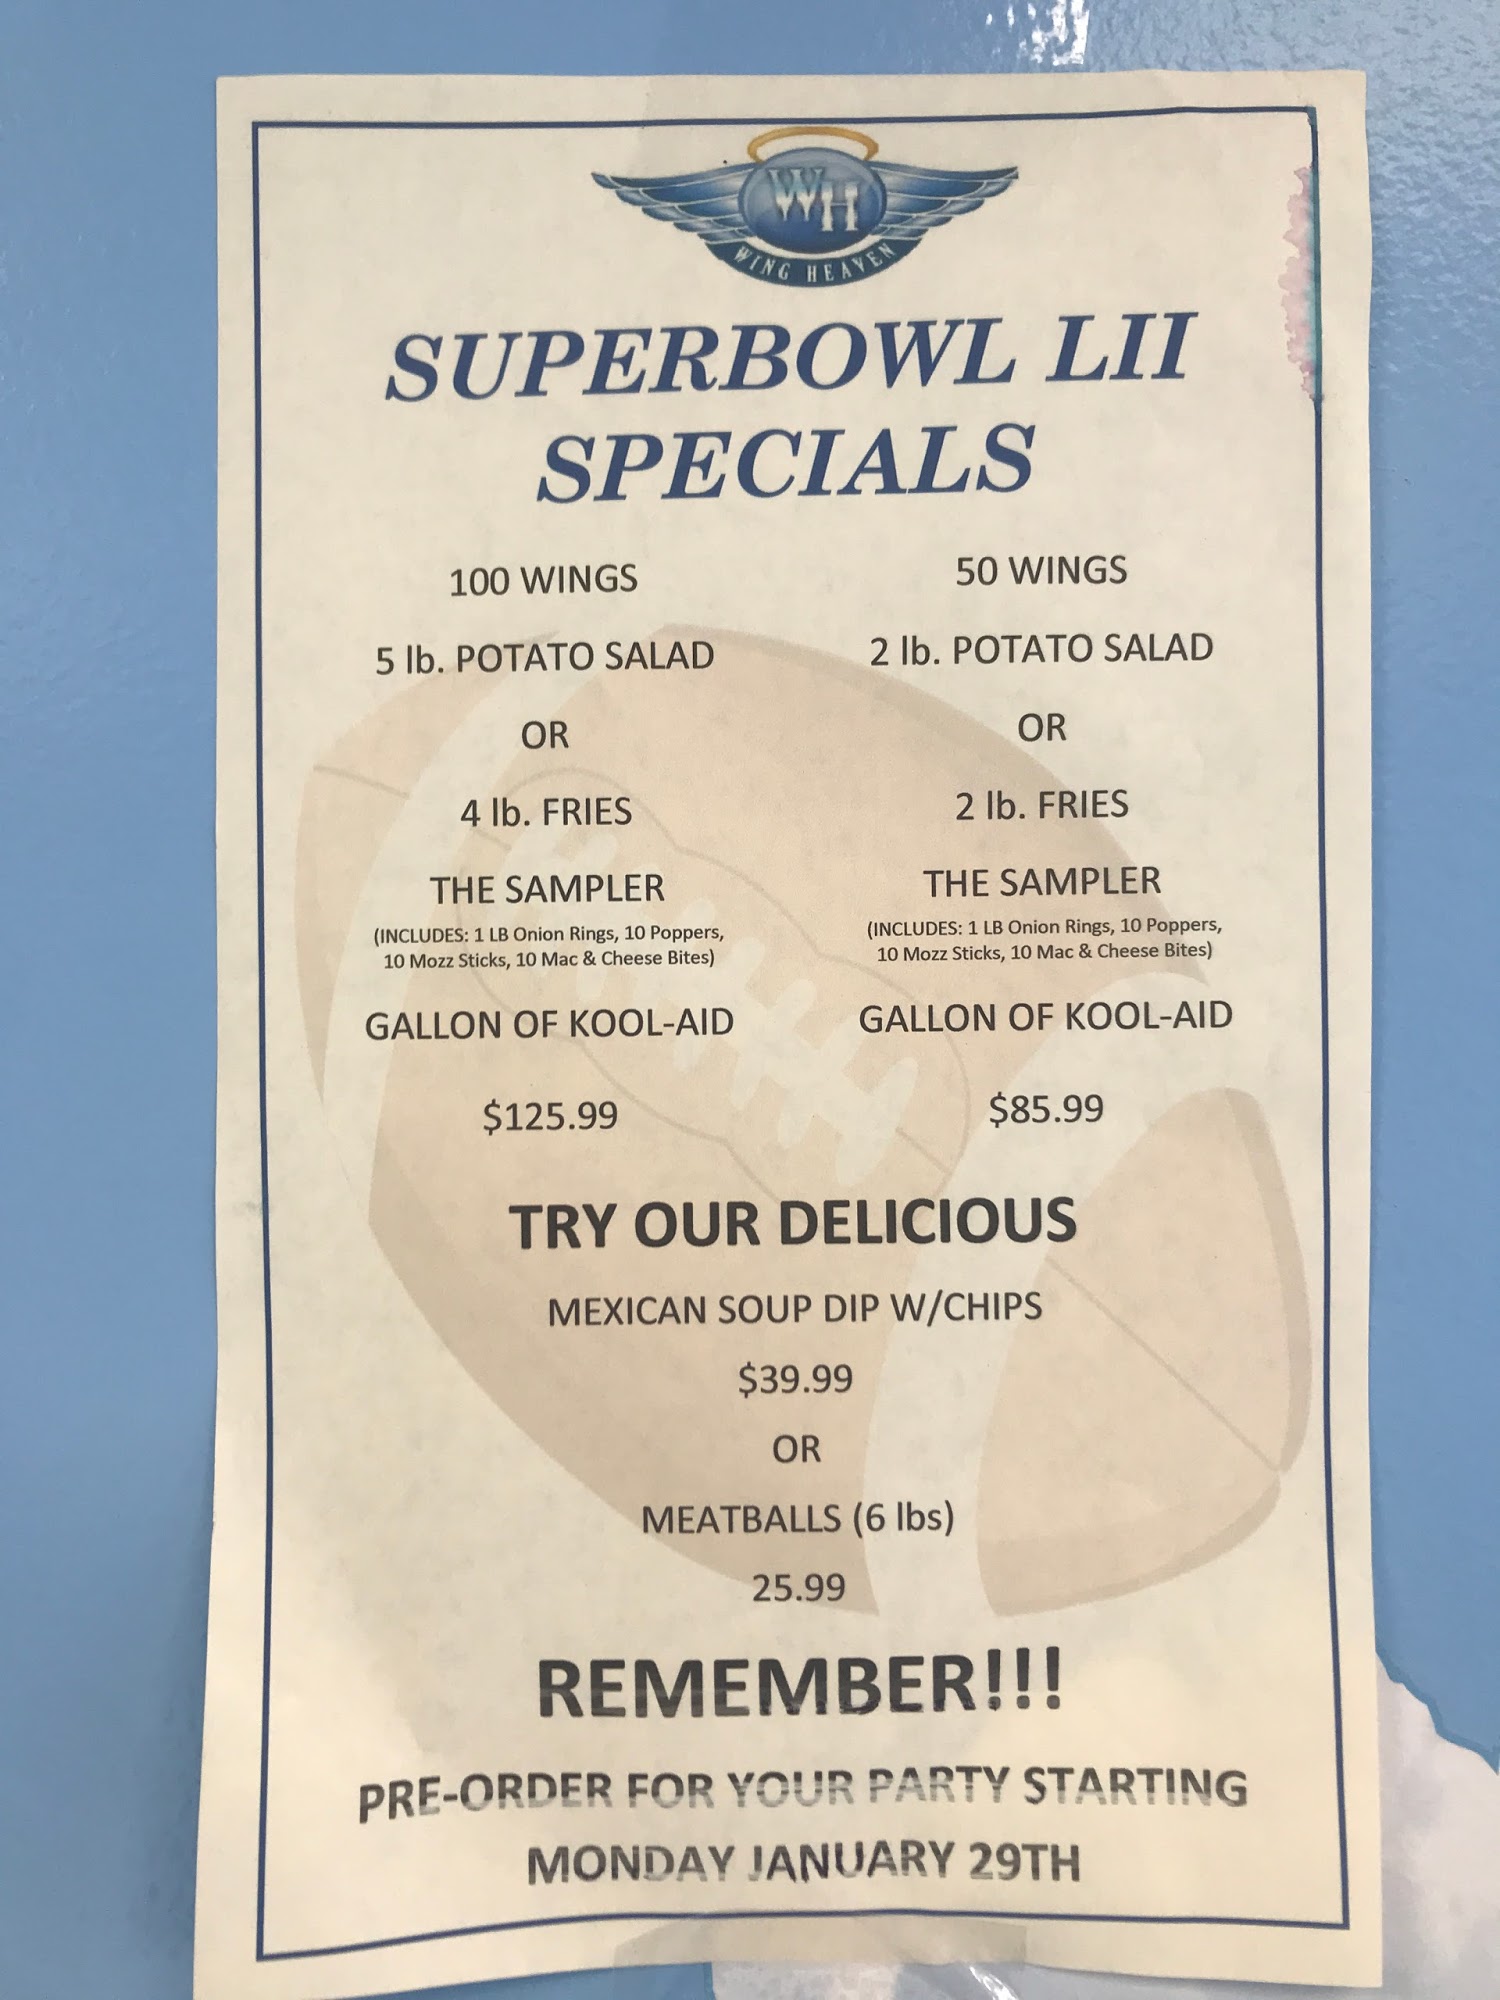 WH
WING HEAVEN
SUPERBOWL LII
SPECIALS
100 WINGS
5 lb. POTATO SALAD
OR
4 lb. FRIES
THE SAMPLER
(INCLUDES: 1 LB Onion Rings, 10 Poppers,
10 Mozz Sticks, 10 Mac & Cheese Bites)
GALLON OF KOOL-AID
$125.99
50 WINGS
2 lb. POTATO SALAD
OR
2 lb. FRIES
THE SAMPLER
(INCLUDES: 1 LB Onion Rings, 10 Poppers,
10 Mozz Sticks, 10 Mac & Cheese Bites)
GALLON OF KOOL-AID
$85.99
TRY OUR DELICIOUS
MEXICAN SOUP DIP W/CHIPS
$39.99
OR
MEATBALLS (6 lbs)
25.99
REMEMBER!!!
PRE-ORDER FOR YOUR PARTY STARTING
MONDAY JANUARY 29TH